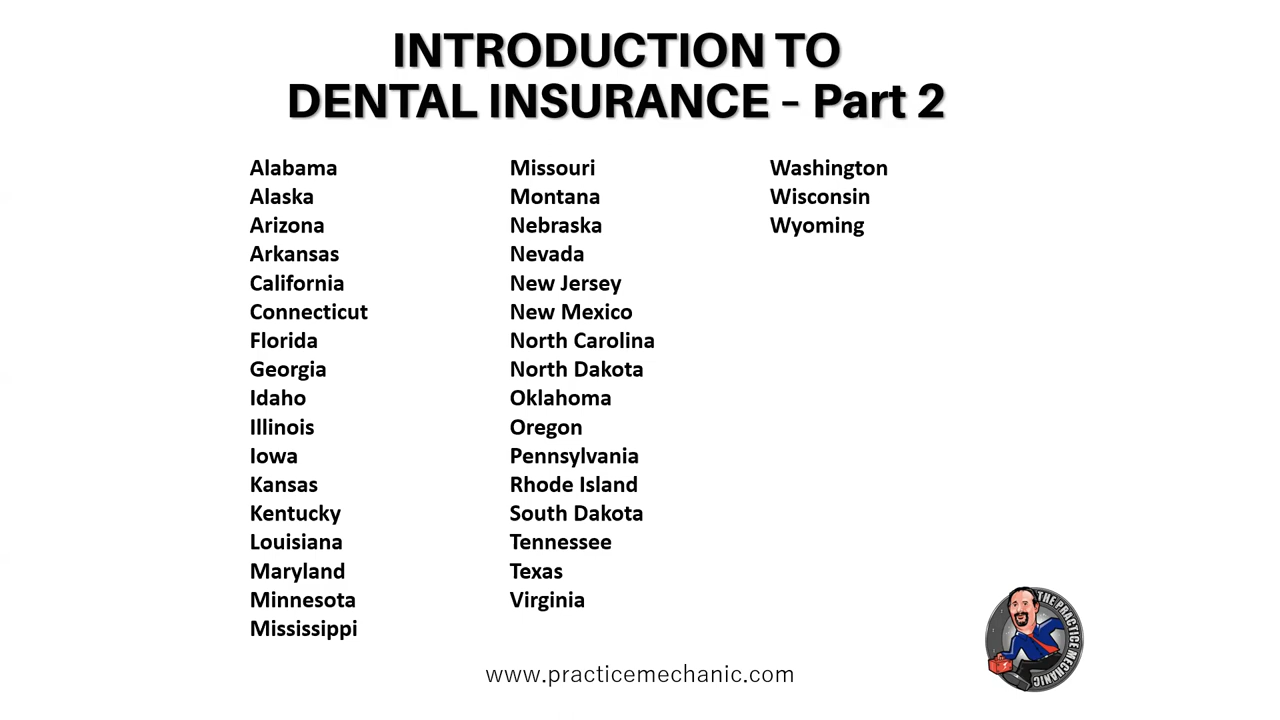 INTRODUCTION TO
DENTAL INSURANCE – Part 2
Alabama
Alaska
Arizona
Arkansas
California
Connecticut
Florida
Georgia
Idaho
Illinois
Iowa
Kansas
Kentucky
Louisiana
Maryland
Minnesota
Mississippi
Missouri
Montana
Nebraska
Nevada
New Jersey
New Mexico
North Carolina
North Dakota
Oklahoma
Oregon
Pennsylvania
Rhode Island
South Dakota
Tennessee
Texas
Virginia
Washington
Wisconsin
Wyoming
THE PRACTICE MECHANIC
www.practicemechanic.com